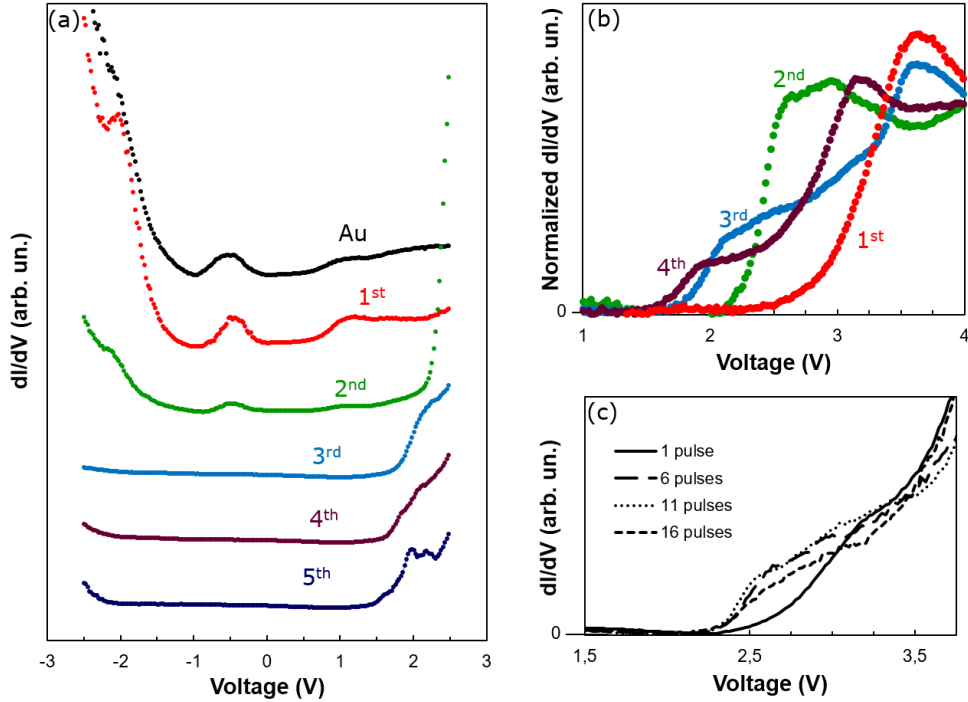 (a)
dI/dV (arb. un.)
Au
1st
2nd
3rd
4th
5th
-3 -2 -1 0 1 2 3
Voltage (V)
(b)
Normalized dI/dV (arb. un.)
2nd
3rd
4th
1st
0
1 2 3 4
Voltage (V)
(c)
dI/dV (arb. un.)
1 pulse
6 pulses
11 pulses
16 pulses
0
1,5 2,5 3,5
Voltage (V)